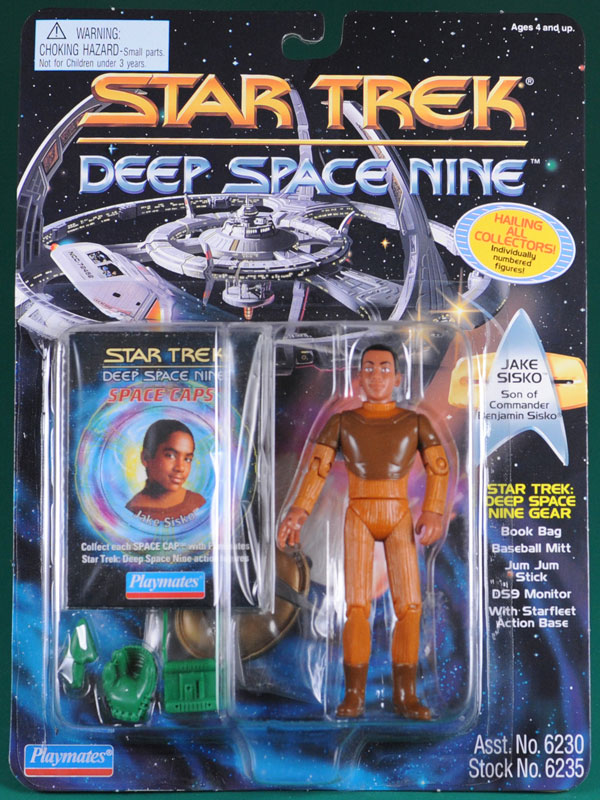 WARNING:
CHOKING HAZARD-Small parts.
Not for Children under 3 years.
Ages 4 and up.
STAR TREK®
DEEP SPACE NINE™
HAILING
ALL
COLLECTORS!
Individually
numbered
figures!
JAKE
SISKO
Son of
Commander
Benjamin Sisko
STAR TREK
DEEP SPACE NINE
SPACE CAPS
Jake Sisko
Collect each SPACE CAP™ with Playmates
Star Trek: Deep Space Nine action figures
Playmates®
STAR TREK:
DEEP SPACE
NINE GEAR
Book Bag
Baseball Mitt
Jum Jum
Stick
DS9 Monitor
With Starfleet
Action Base
Playmates®
Asst. No. 6230
Stock No. 6235